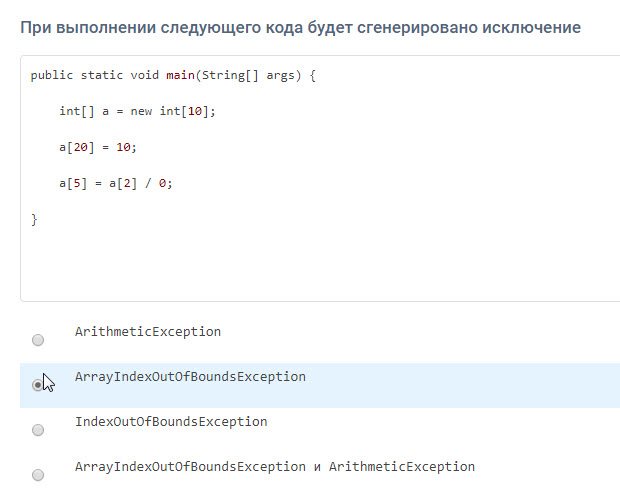 При выполнении следующего кода будет сгенерировано исключение
public static void main(String[] args) {
int[] a = new int[10];
a[20] = 10;
a[5] = a[2] / 0;
}
ArithmeticException
ArrayIndexOutOfBoundsException
IndexOutOfBoundsException
ArrayIndexOutOfBoundsException и ArithmeticException